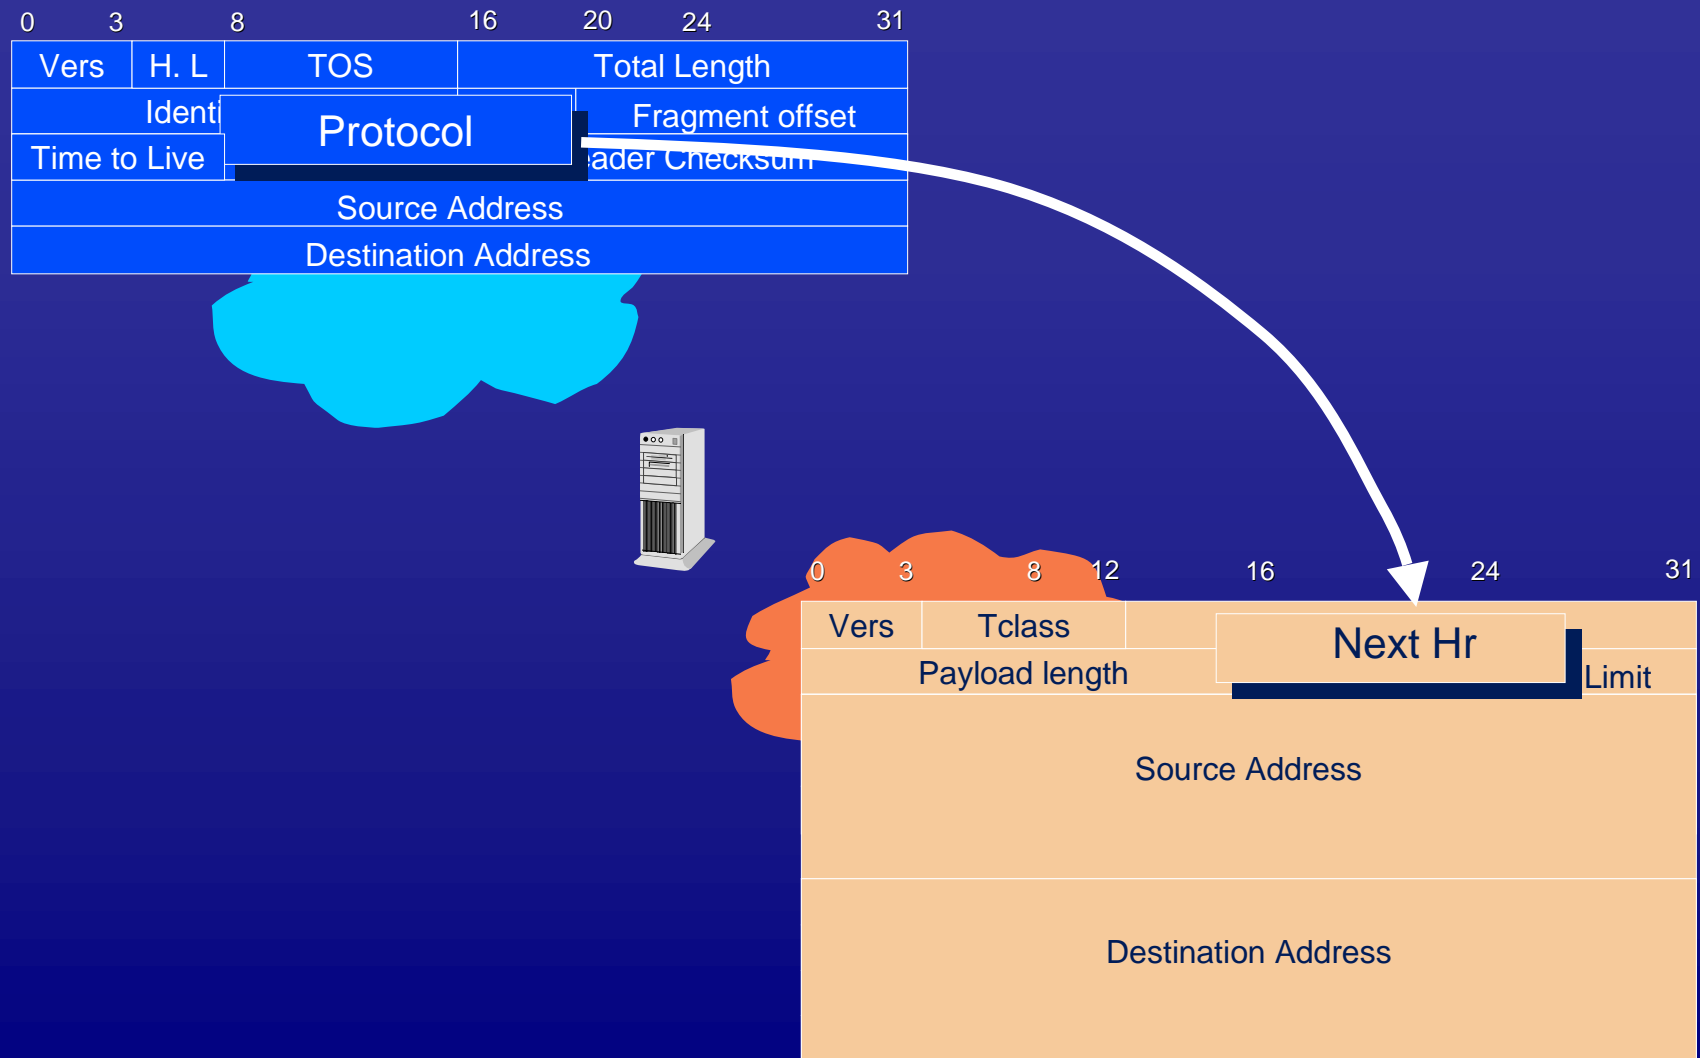 0 3 8 16 20 24 31
Vers H. L TOS Total Length
Identi Protocol Fragment offset
Time to Live eader Checksum
Source Address
Destination Address
0 3 8 12 16 24 31
Vers Tclass Next Hr
Payload length Limit
Source Address
Destination Address